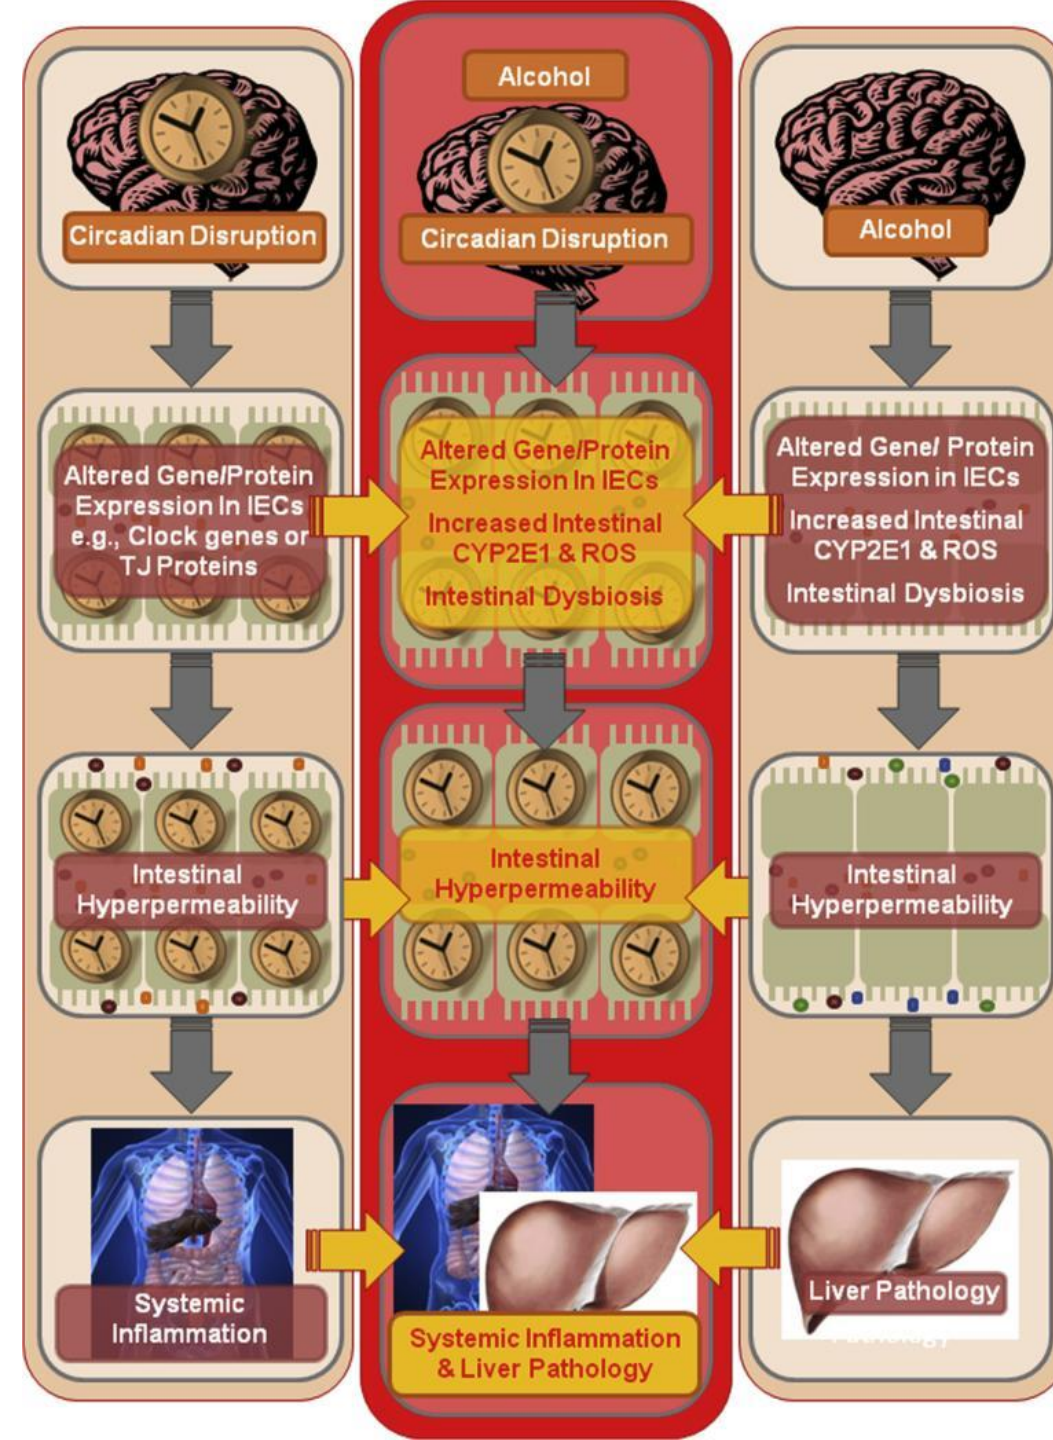 Circadian Disruption
Altered Gene/Protein
Expression In IECs
e.g., Clock genes or
TJ Proteins
Intestinal
Hyperpermeability
Systemic
Inflammation
Alcohol
Circadian Disruption
Altered Gene/Protein
Expression In IECs
Increased Intestinal
CYP2E1 & ROS
Intestinal Dysbiosis
Intestinal
Hyperpermeability
Systemic Inflammation
& Liver Pathology
Alcohol
Altered Gene/ Protein
Expression in IECs
Increased Intestinal
CYP2E1 & ROS
Intestinal Dysbiosis
Intestinal
Hyperpermeability
Liver Pathology